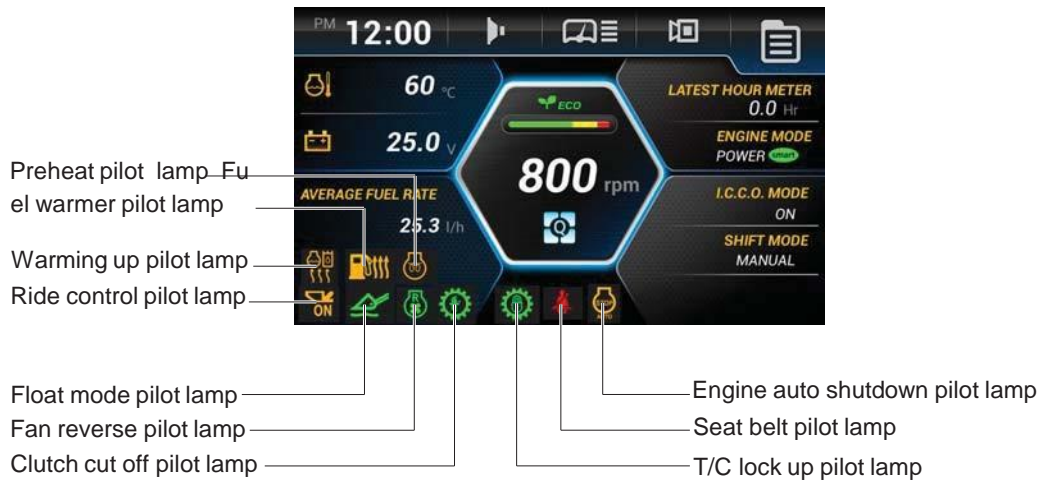 PM 12:00
60 °C
25.0 V
AVERAGE FUEL RATE
25.3 l/h
ECO
800 rpm
Q
LATEST HOUR METER
0.0 Hr
ENGINE MODE
POWER smart
I.C.C.O. MODE
ON
SHIFT MODE
MANUAL
ON
R
STOP
AUTO
Preheat pilot lamp Fu
el warmer pilot lamp
Warming up pilot lamp
Ride control pilot lamp
Float mode pilot lamp
Fan reverse pilot lamp
Clutch cut off pilot lamp
Engine auto shutdown pilot lamp
Seat belt pilot lamp
T/C lock up pilot lamp